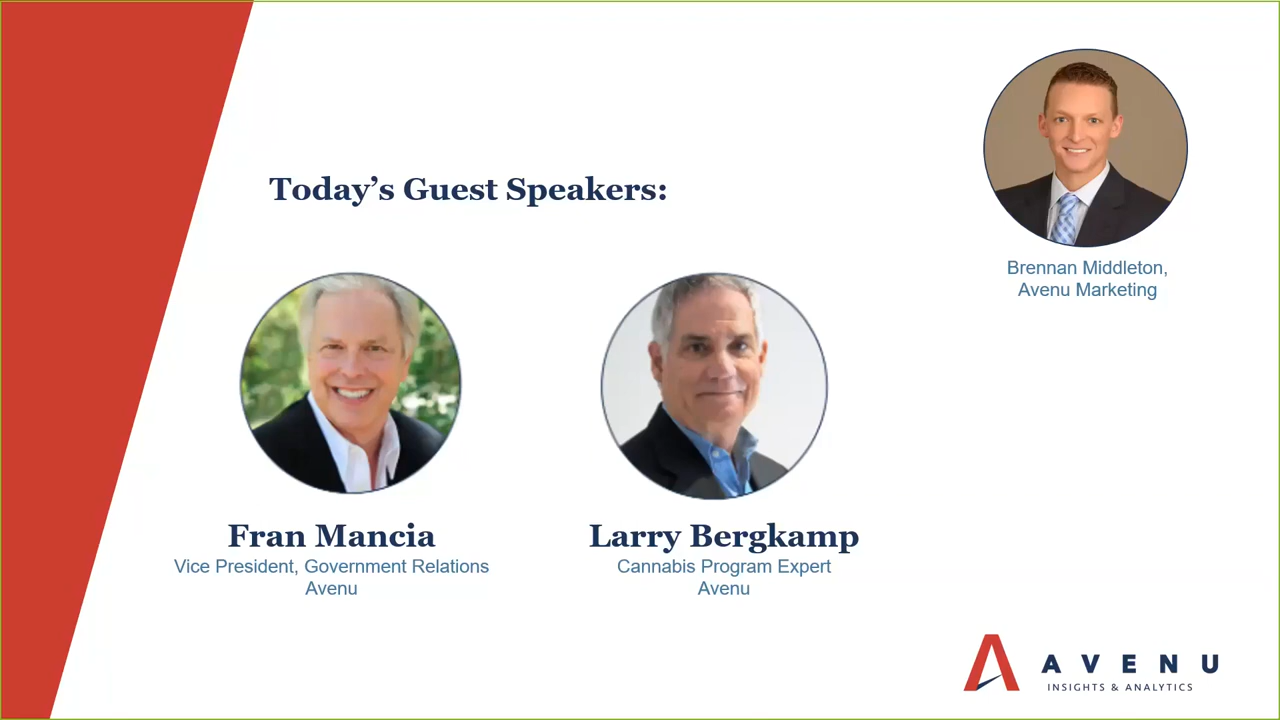 Today's Guest Speakers:
Brennan Middleton,
Avenu Marketing
Fran Mancia
Vice President, Government Relations
Avenu
Larry Bergkamp
Cannabis Program Expert
Avenu
AVENU
INSIGHTS & ANALYTICS